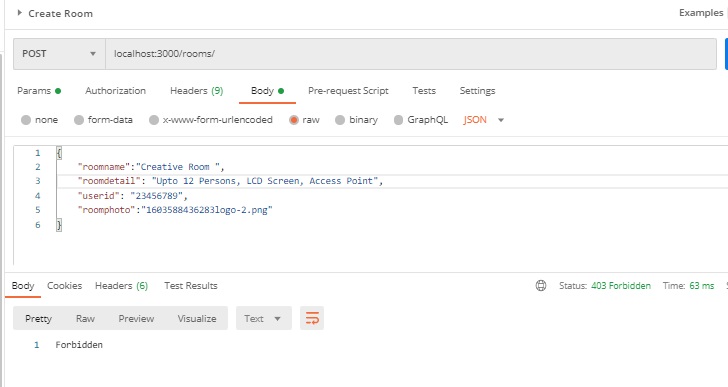 Create Room
Examples
POST
localhost:3000/rooms/
Params
Authorization
Headers (9)
Body
Pre-request Script
Tests
Settings
none
form-data
x-www-form-urlencoded
raw
binary
GraphQL
JSON
1 {
2 "roomname":"Creative Room ",
3 "roomdetail": "Upto 12 Persons, LCD Screen, Access Point",
4 "userid": "23456789",
5 "roomphoto":"1603588436283logo-2.png"
6 }
Body
Cookies
Headers (6)
Test Results
Status: 403 Forbidden
Time: 63 ms
Pretty
Raw
Preview
Visualize
Text
1 Forbidden